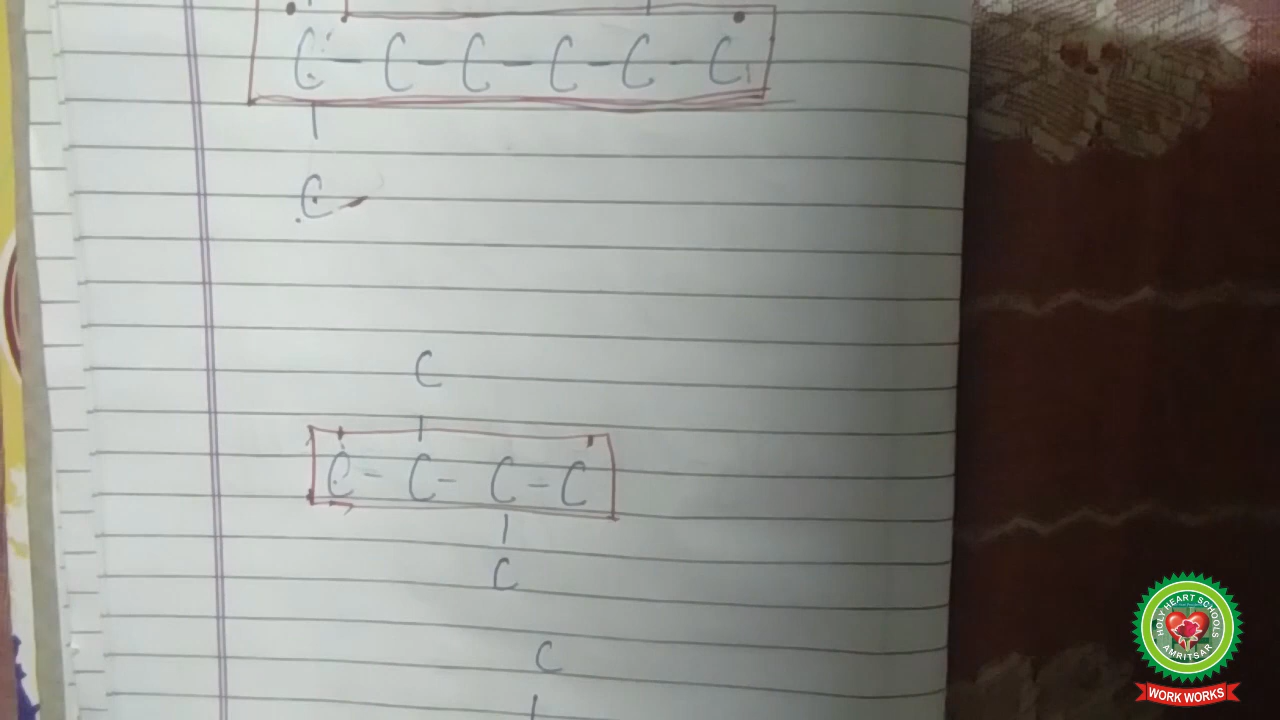 C - C - C - C - C - C
C -
C
C - C - C - C
C
C
HOLY HEART SCHOOLS
AMRITSAR
WORK WORKS